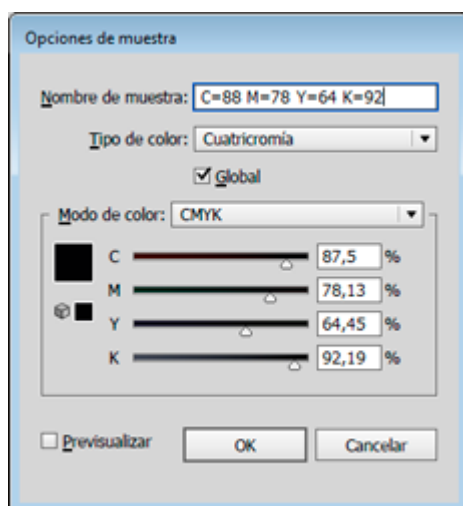 Opciones de muestra
Nombre de muestra: C=88 M=78 Y=64 K=92
Tipo de color: Cuatricromía
Global
Modo de color: CMYK
C 87,5 %
M 78,13 %
Y 64,45 %
K 92,19 %
Previsualizar OK Cancelar